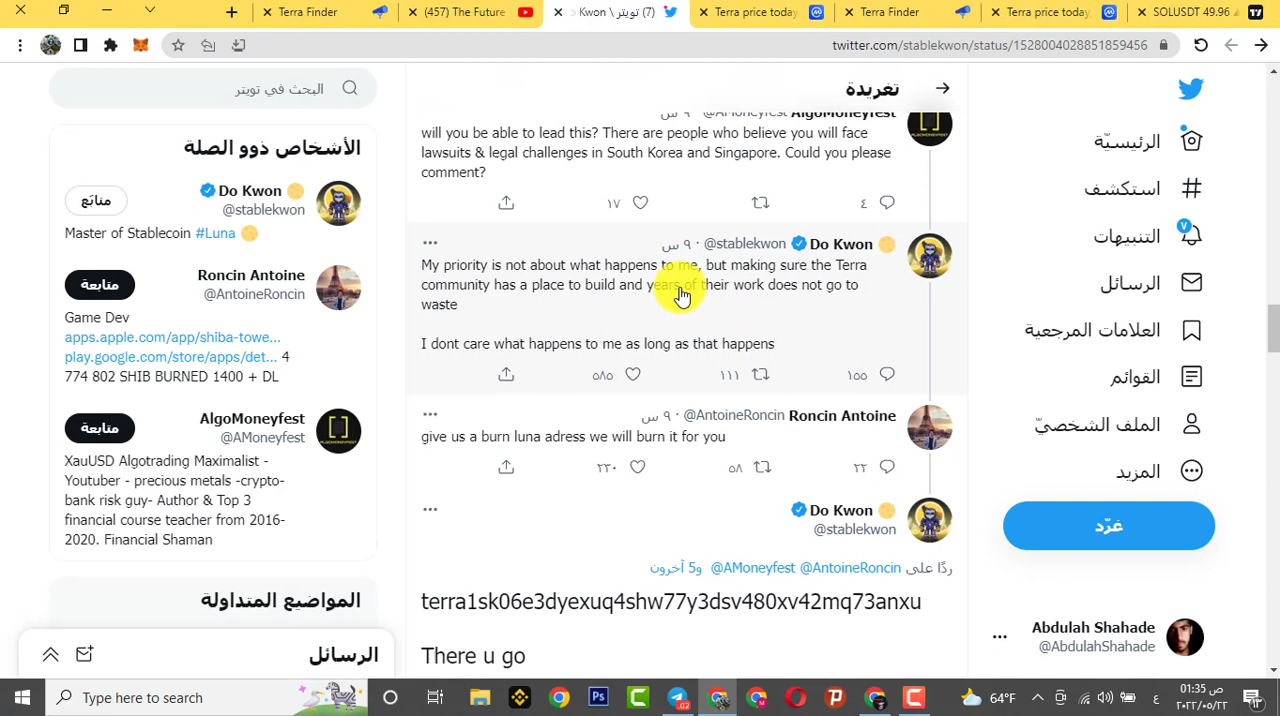 Terra Finder
(457) The Future
Kwon \ تويتر (7)
Terra price today,
Terra Finder
Terra price today,
SOLUSDT 49.96
twitter.com/stablekwon/status/1528004028851859456
البحث في تويتر
الأشخاص ذوو الصلة
Do Kwon
@stablekwon
متابَع
Master of Stablecoin #Luna
Roncin Antoine
@AntoineRoncin
متابعة
Game Dev
apps.apple.com/app/shiba-towe...
play.google.com/store/apps/det... 4
774 802 SHIB BURNED 1400 + DL
AlgoMoneyfest
@AMoneyfest
متابعة
XauUSD Algotrading Maximalist -
Youtuber - precious metals -crypto-
bank risk guy- Author & Top 3
financial course teacher from 2016-
2020. Financial Shaman
المواضيع المتداولة
الرسائل
تغريدة
AlgoMoneyfest @AMoneyfest ٩ س
will you be able to lead this? There are people who believe you will face
lawsuits & legal challenges in South Korea and Singapore. Could you please
comment?
٤
١٧
Do Kwon @stablekwon · ٩ س
My priority is not about what happens to me, but making sure the Terra
community has a place to build and years of their work does not go to
waste
I dont care what happens to me as long as that happens
١٥٥
١١١
٥٨٥
Roncin Antoine @AntoineRoncin · ٩ س
give us a burn luna adress we will burn it for you
٢٢
٥٨
٢٣٠
Do Kwon
@stablekwon
ردًا على @AntoineRoncin @AMoneyfest و5 آخرون
terra1sk06e3dyexuq4shw77y3dsv480xv42mq73anxu
There u go
الرئيسيّة
استكشف
التنبيهات
الرسائل
العلامات المرجعية
القوائم
الملف الشخصيّ
المزيد
غرّد
Abdulah Shahade
@AbdulahShahade
Type here to search
64°F
ع
01:35 ص
٢٠٢٢/٠٥/٢٢